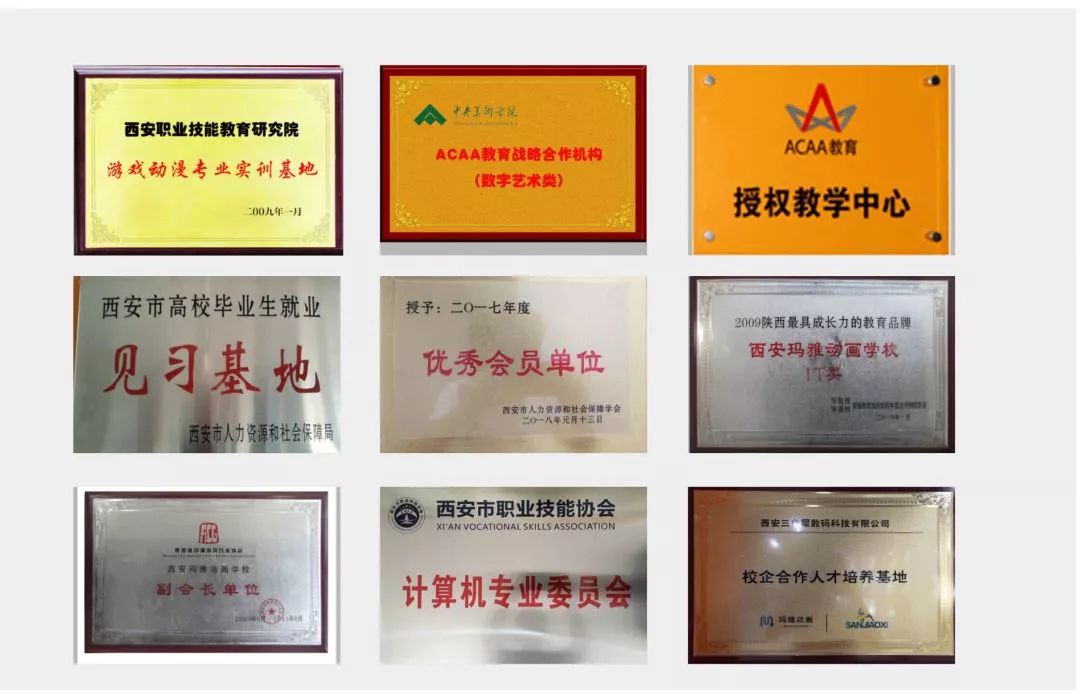 西安职业技能教育研究院
游戏动漫专业实训基地
二00九年一月
中央美术学院
ACAA教育战略合作机构
(数字艺术类)
ACAA教育
授权教学中心
西安市高校毕业生就业
见习基地
西安市人力资源和社会保障局
授予：二〇一七年度
优秀会员单位
西安市人力资源和社会保障学会
二〇一八年元月十三日
2009陕西最具成长力的教育品牌
西安玛雅动画学校
IT类
西安玛雅动画学校
副会长单位
西安市职业技能协会
XI'AN VOCATIONAL SKILLS ASSOCIATION
计算机专业委员会
西安三角犀数码科技有限公司
校企合作人才培养基地
玛雅动画
SANJIAOXI